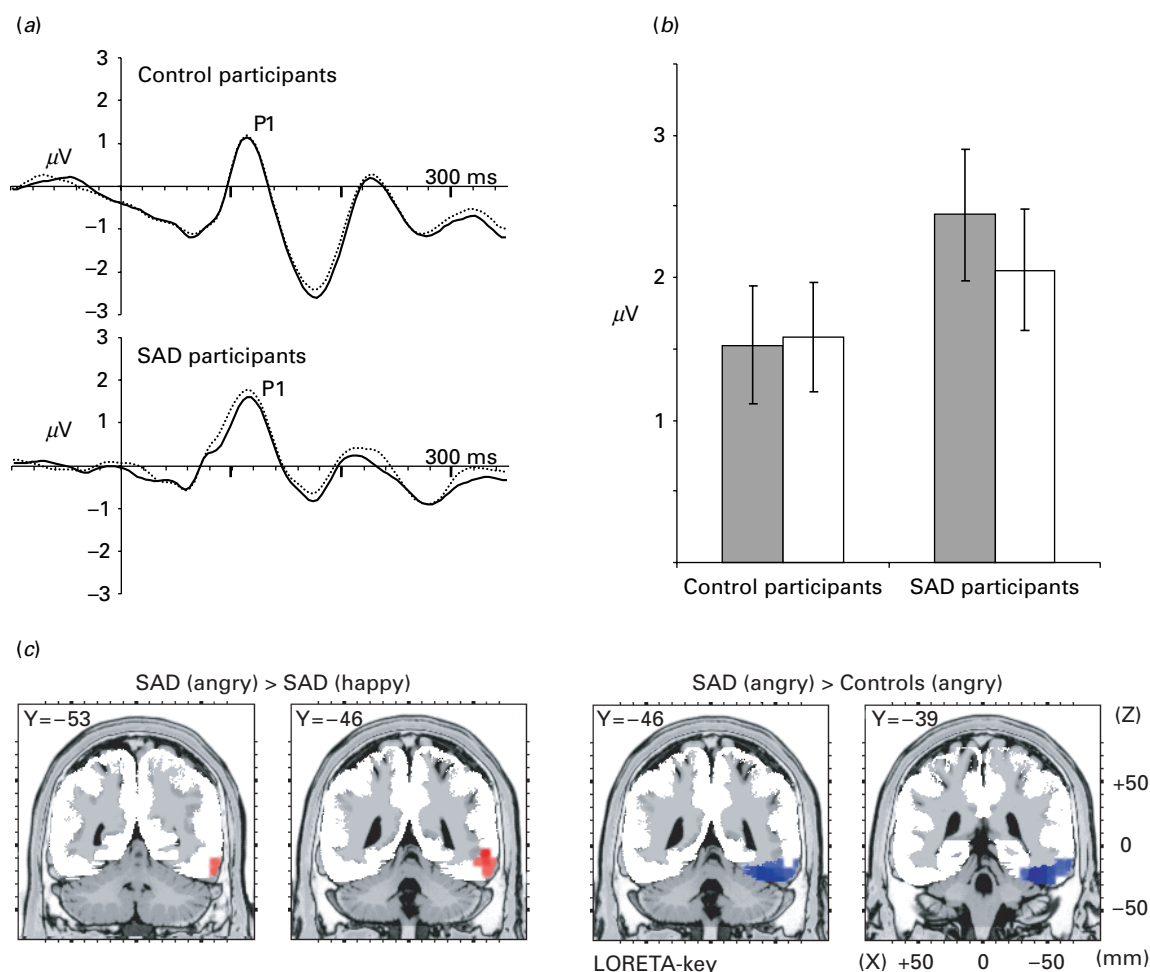 (a)
3
Control participants
2
P1
1
μV
300 ms
–1
–2
–3
3
SAD participants
2
P1
1
μV
300 ms
–1
–2
–3
(b)
3
2
μV
1
Control participants SAD participants
(c)
SAD (angry) > SAD (happy)
Y=–53
Y=–46
SAD (angry) > Controls (angry)
Y=–46
Y=–39
(Z)
+50
0
–50
LORETA-key
(X) +50 0 –50 (mm)